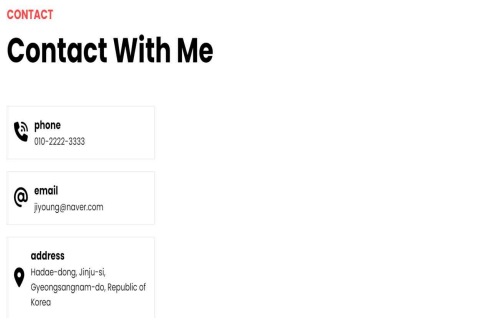 CONTACT
Contact With Me
phone
010-2222-3333
email
jiyoung@naver.com
address
Hadae-dong, Jinju-si,
Gyeongsangnam-do, Republic of
Korea